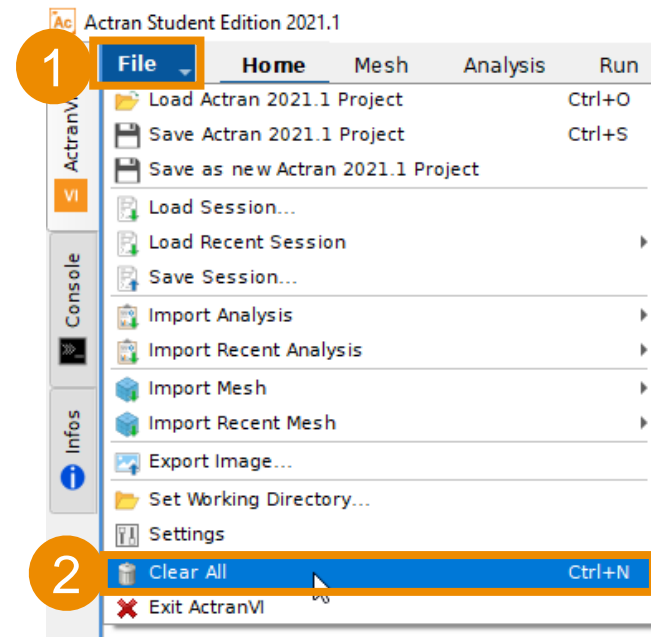 Ac Actran Student Edition 2021.1
1
File Home Mesh Analysis Run
Load Actran 2021.1 Project Ctrl+O
Save Actran 2021.1 Project Ctrl+S
Save as new Actran 2021.1 Project
Load Session...
Load Recent Session
Save Session...
Import Analysis
Import Recent Analysis
Import Mesh
Import Recent Mesh
Export Image...
Set Working Directory...
Settings
2
Clear All Ctrl+N
Exit ActranVI
VI
Console
Infos